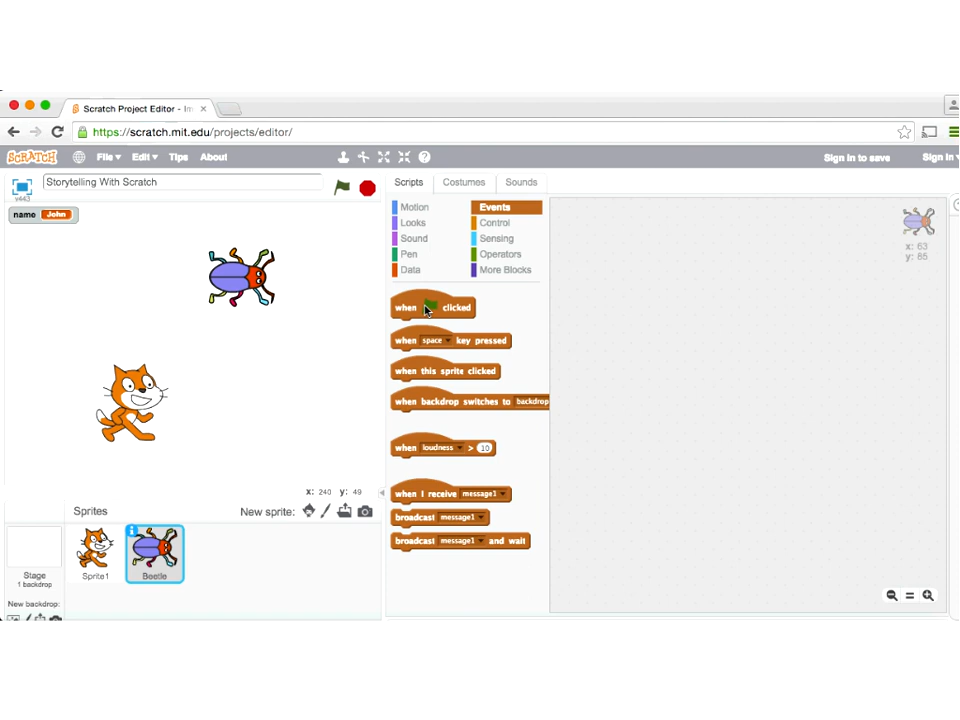 Scratch Project Editor - Im
https://scratch.mit.edu/projects/editor/
SCRATCH File Edit Tips About Sign in to save Sign in
Storytelling With Scratch
v443
Scripts Costumes Sounds
name John
Motion Events
Looks Control
Sound Sensing
Pen Operators
Data More Blocks
x: 63
y: 85
when clicked
when space key pressed
when this sprite clicked
when backdrop switches to backdrop
when loudness > 10
when I receive message1
broadcast message1
broadcast message1 and wait
x: 240 y: 49
Sprites New sprite:
Stage
1 backdrop
New backdrop:
Sprite1
Beetle